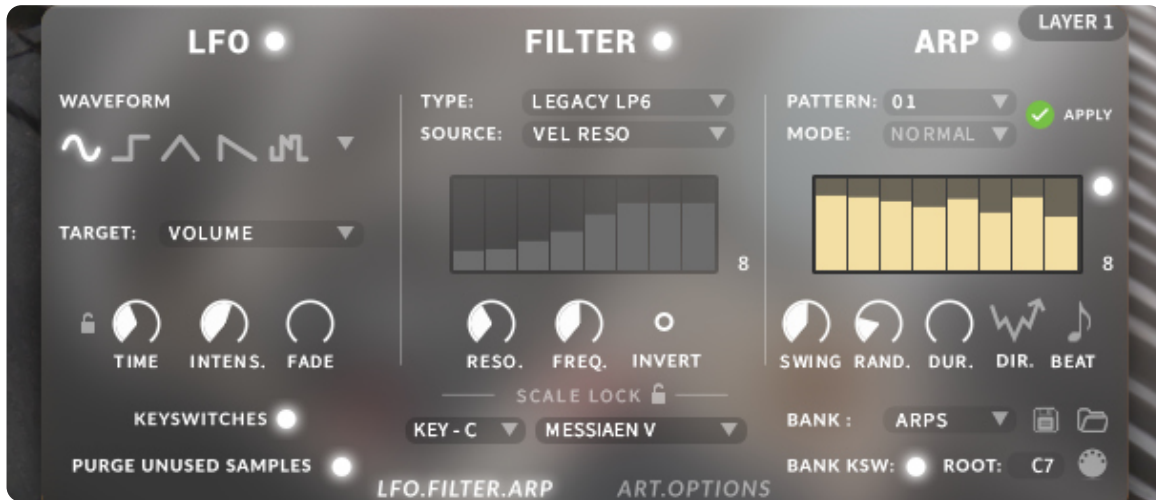 LAYER 1
LFO
FILTER
ARP
WAVEFORM
TARGET: VOLUME
TIME INTENS. FADE
KEYSWITCHES
PURGE UNUSED SAMPLES
TYPE: LEGACY LP6
SOURCE: VEL RESO
8
RESO. FREQ. INVERT
SCALE LOCK
KEY - C MESSIAEN V
PATTERN: 01
APPLY
MODE: NORMAL
8
SWING RAND. DUR. DIR. BEAT
BANK : ARPS
BANK KSW: ROOT: C7
LFO.FILTER.ARP ART.OPTIONS